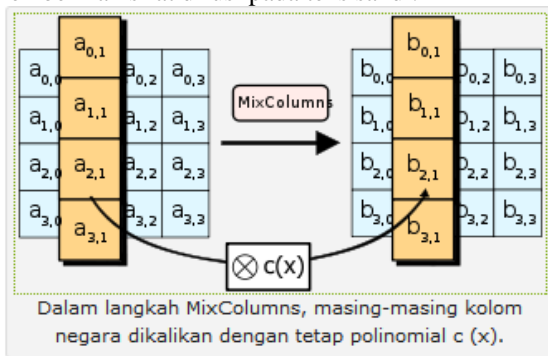 a0,1 b0,1
a0,0 a0,2 a0,3 b0,0 b0,2 b0,3
MixColumns
a1,1 b1,1
a1,0 a1,2 a1,3 b1,0 b1,2 b1,3
a2,0 a2,1 a2,2 a2,3 b2,0 b2,1 b2,2 b2,3
a3,0 a3,2 a3,3 b3,0 b3,2 b3,3
a3,1 b3,1
⊗ c(x)
Dalam langkah MixColumns, masing-masing kolom
negara dikalikan dengan tetap polinomial c (x).